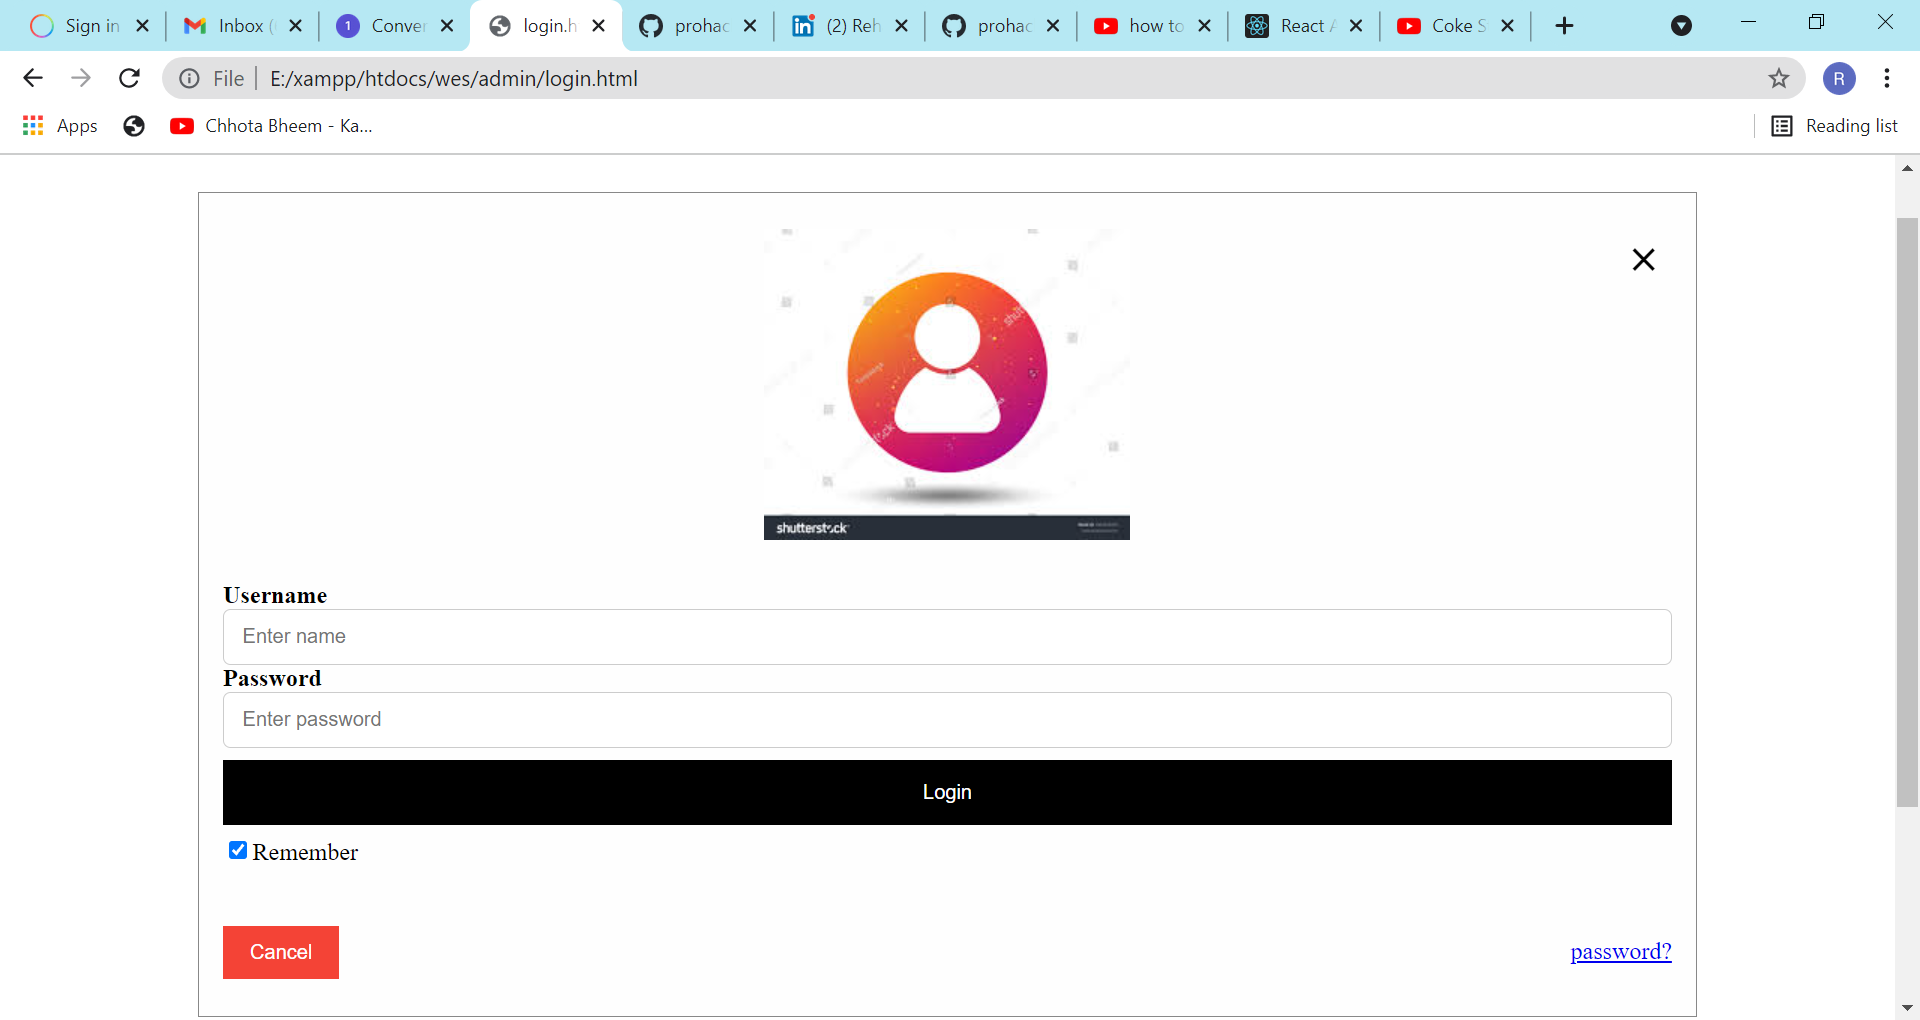 Sign in
Inbox (
1
Conver
login.h
prohac
in
(2) Reh
prohac
how to
React A
Coke S
File
E:/xampp/htdocs/wes/admin/login.html
R
Apps
Chhota Bheem - Ka...
Reading list
shutterstock
Username
Enter name
Password
Enter password
Login
Remember
Cancel
password?